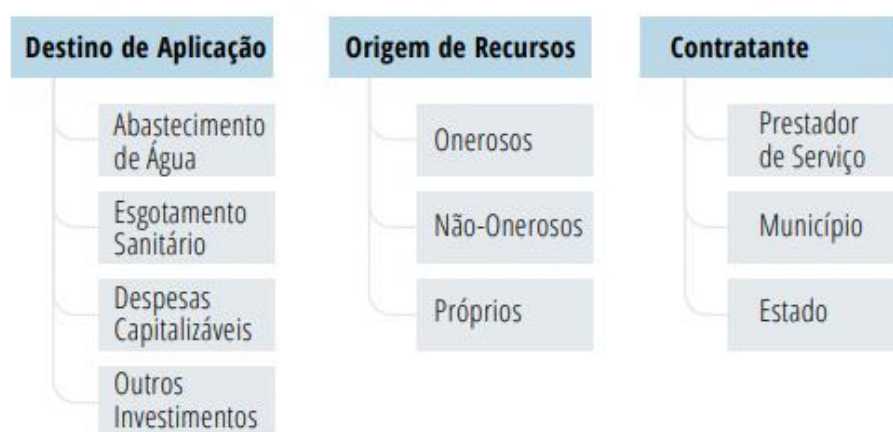 Destino de Aplicação
Abastecimento
de Água
Esgotamento
Sanitário
Despesas
Capitalizáveis
Outros
Investimentos
Origem de Recursos
Onerosos
Não-Onerosos
Próprios
Contratante
Prestador
de Serviço
Município
Estado